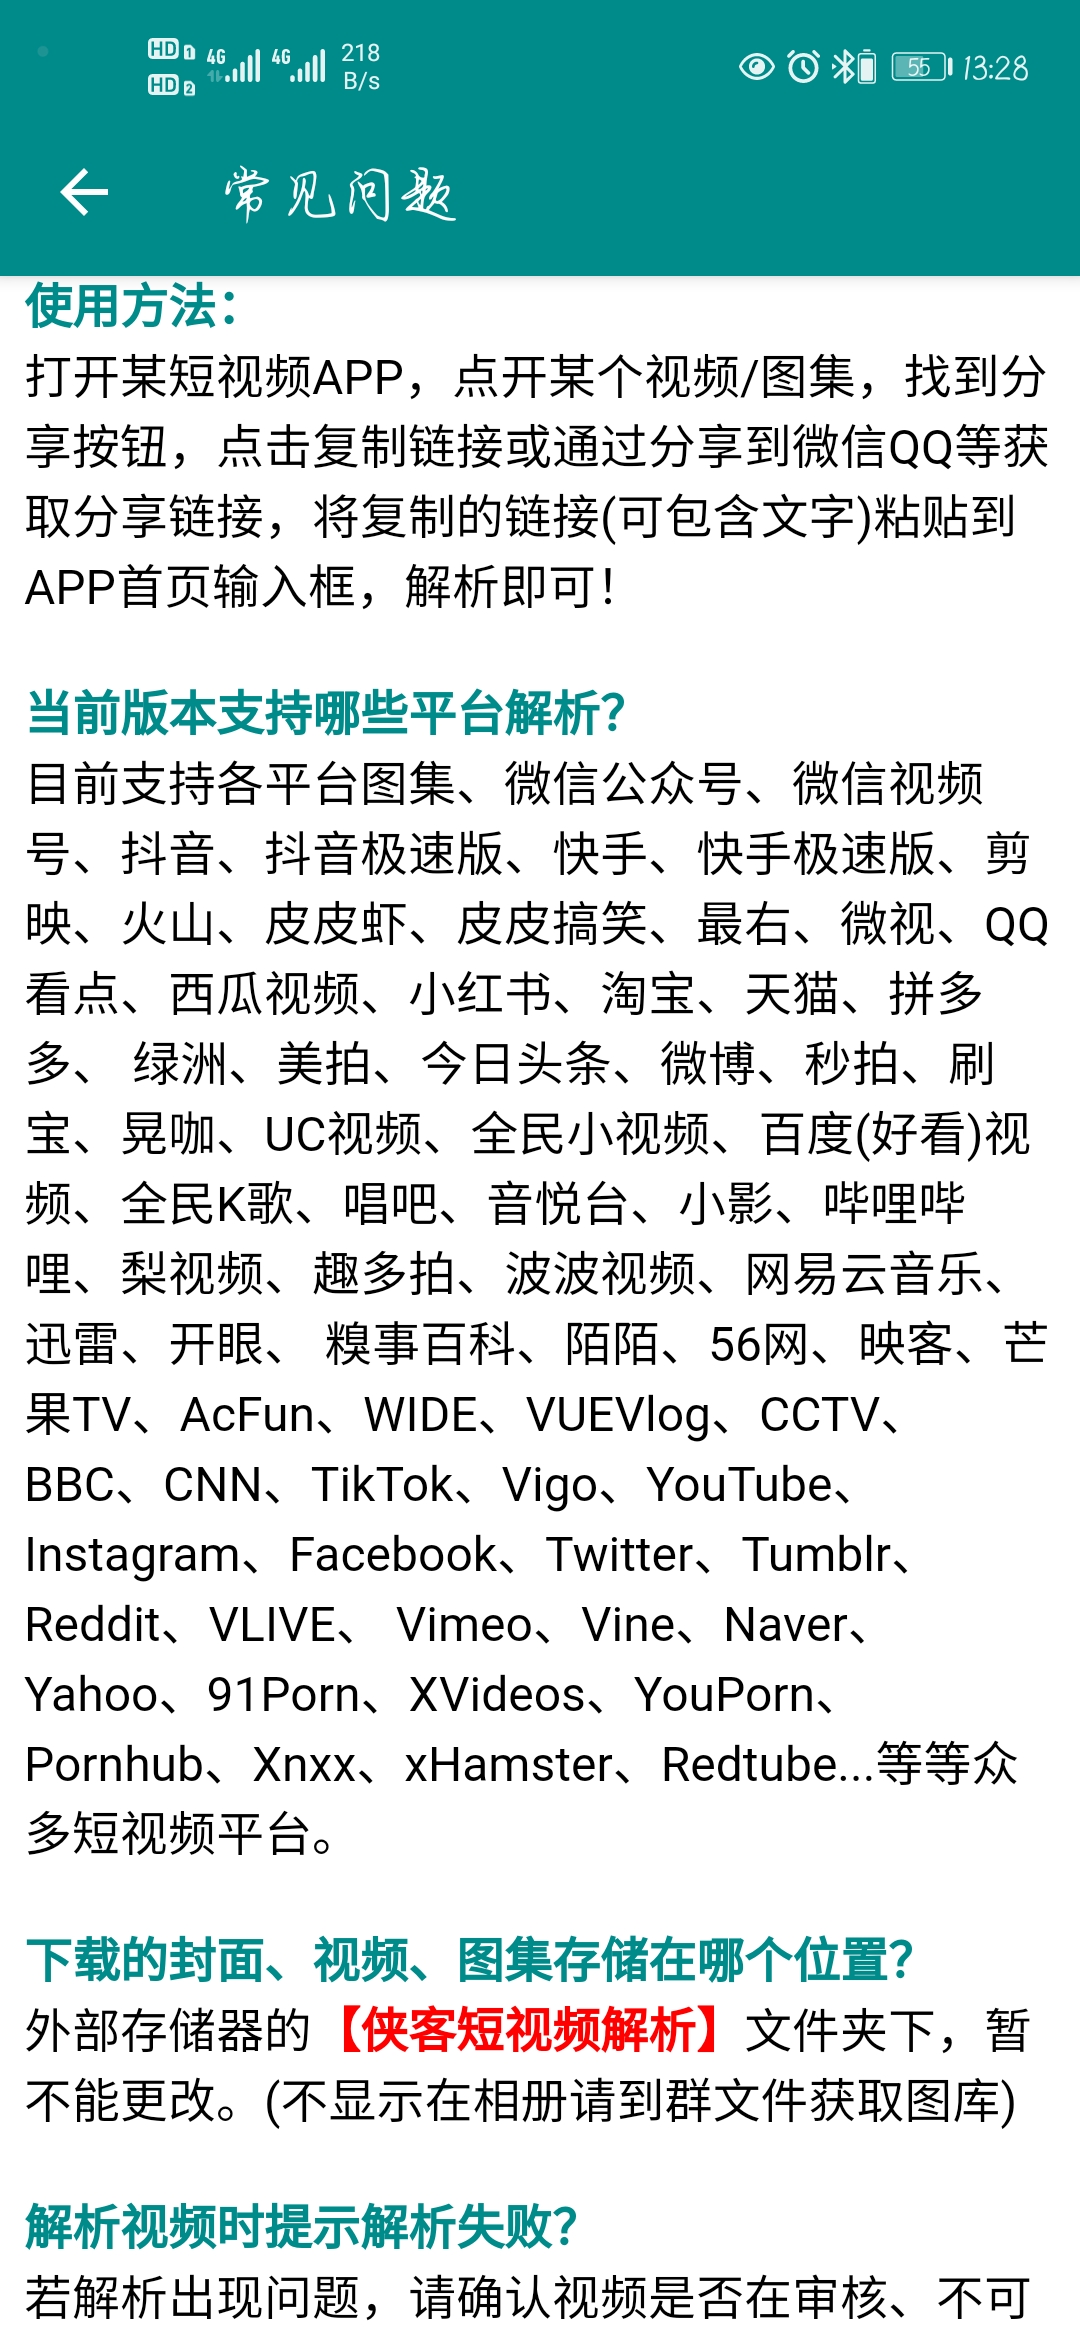 HD 1 4G 4G 218
HD 2 B/s
55 13:28
常见问题
使用方法：
打开某短视频APP，点开某个视频/图集，找到分
享按钮，点击复制链接或通过分享到微信QQ等获
取分享链接，将复制的链接(可包含文字)粘贴到
APP首页输入框，解析即可！
当前版本支持哪些平台解析？
目前支持各平台图集、微信公众号、微信视频
号、抖音、抖音极速版、快手、快手极速版、剪
映、火山、皮皮虾、皮皮搞笑、最右、微视、QQ
看点、西瓜视频、小红书、淘宝、天猫、拼多
多、 绿洲、美拍、今日头条、微博、秒拍、刷
宝、晃咖、UC视频、全民小视频、百度(好看)视
频、全民K歌、唱吧、音悦台、小影、哔哩哔
哩、梨视频、趣多拍、波波视频、网易云音乐、
迅雷、开眼、 糗事百科、陌陌、56网、映客、芒
果TV、AcFun、WIDE、VUEVlog、CCTV、
BBC、CNN、TikTok、Vigo、YouTube、
Instagram、Facebook、Twitter、Tumblr、
Reddit、VLIVE、 Vimeo、Vine、Naver、
Yahoo、91Porn、XVideos、YouPorn、
Pornhub、Xnxx、xHamster、Redtube...等等众
多短视频平台。
下载的封面、视频、图集存储在哪个位置？
外部存储器的【侠客短视频解析】文件夹下，暂
不能更改。(不显示在相册请到群文件获取图库)
解析视频时提示解析失败？
若解析出现问题，请确认视频是否在审核、不可